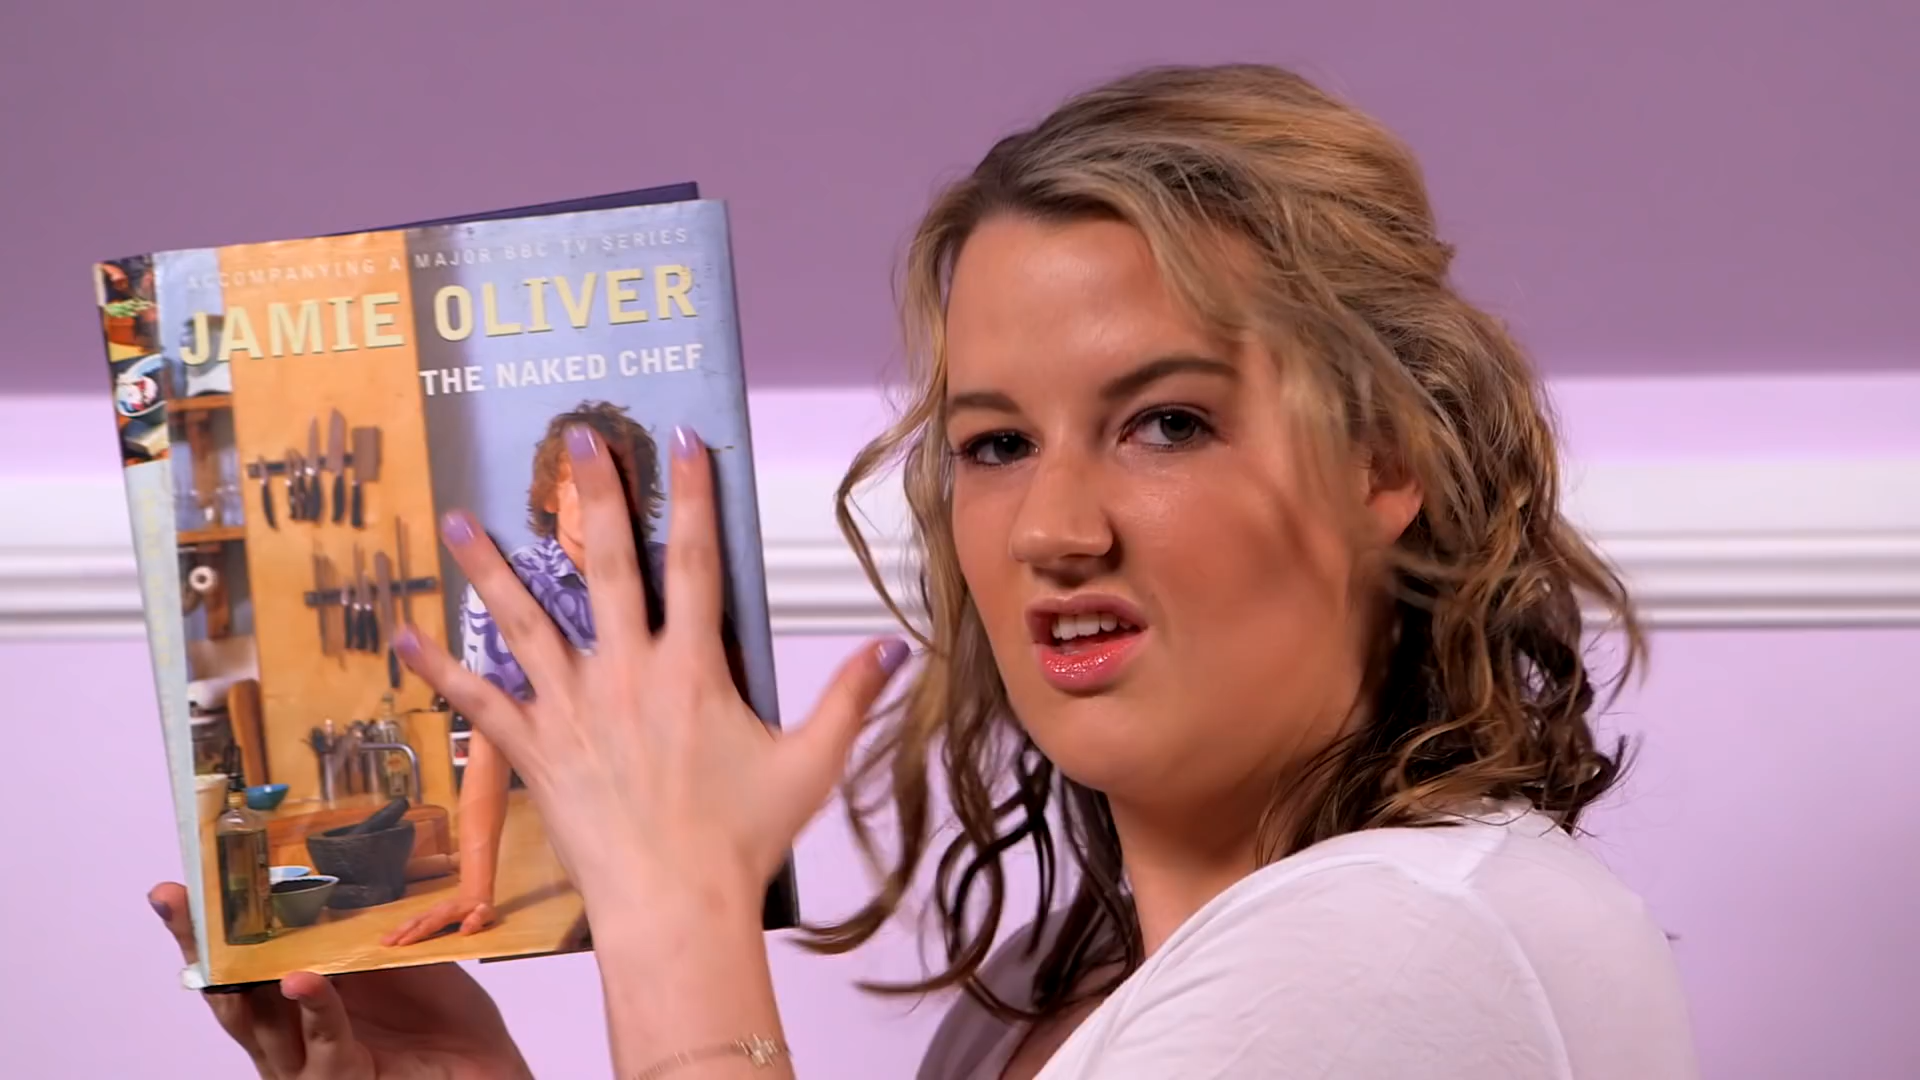 ACCOMPANYING A MAJOR BBC TV SERIES
JAMIE OLIVER
THE NAKED CHEF